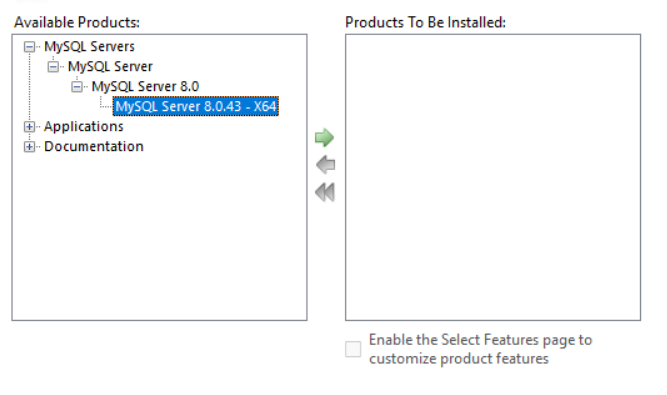 Available Products:
Products To Be Installed:
MySQL Servers
MySQL Server
MySQL Server 8.0
MySQL Server 8.0.43 - X64
Applications
Documentation
Enable the Select Features page to
customize product features